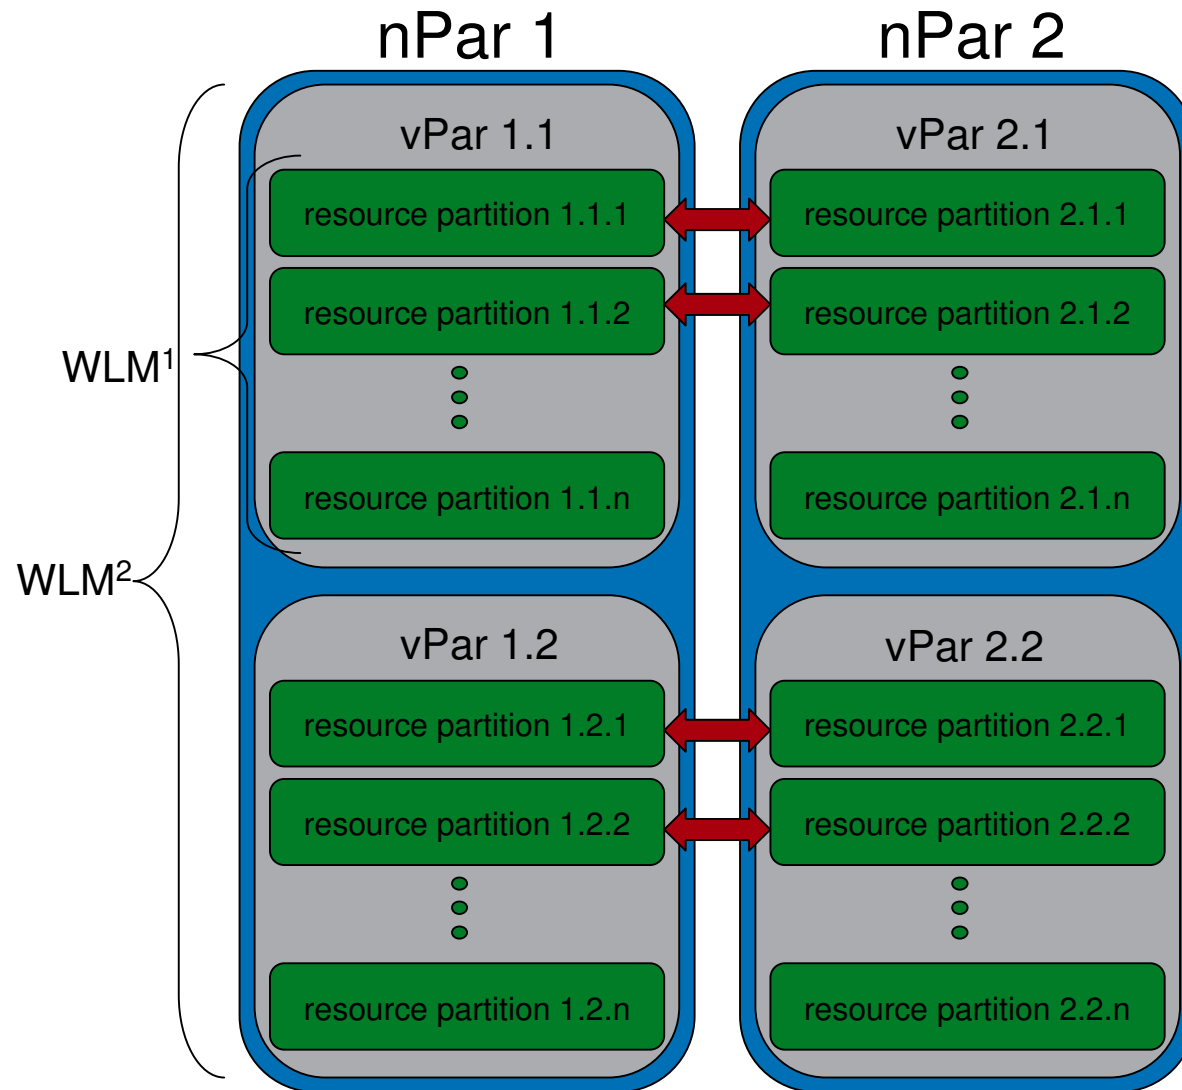 nPar 1
nPar 2
vPar 1.1
resource partition 1.1.1
resource partition 1.1.2
resource partition 1.1.n
vPar 2.1
resource partition 2.1.1
resource partition 2.1.2
resource partition 2.1.n
WLM¹
WLM²
vPar 1.2
resource partition 1.2.1
resource partition 1.2.2
resource partition 1.2.n
vPar 2.2
resource partition 2.2.1
resource partition 2.2.2
resource partition 2.2.n